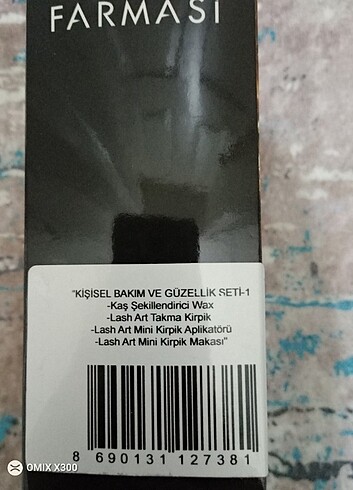 FARMASİ
"KİŞİSEL BAKIM VE GÜZELLİK SETİ-1
-Kaş Şekillendirici Wax
-Lash Art Takma Kirpik
-Lash Art Mini Kirpik Aplikatörü
-Lash Art Mini Kirpik Makası"
8 690131 127381
OMIX X300